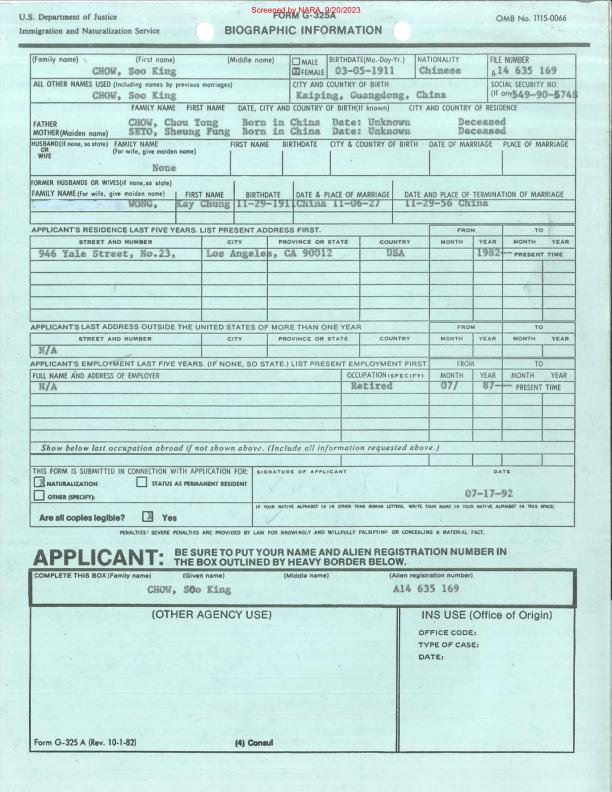 Screened by NARA, 9/20/2023
U.S. Department of Justice
Immigration and Naturalization Service
FORM G-325A
BIOGRAPHIC INFORMATION
OMB No. 1115-0066
(Family name) (First name) (Middle name) MALE FEMALE BIRTHDATE(Mo.-Day-Yr.) NATIONALITY FILE NUMBER
CHOW, Soo King 03-05-1911 Chinese A14 635 169
ALL OTHER NAMES USED (Including names by previous marriages) CITY AND COUNTRY OF BIRTH SOCIAL SECURITY NO. (If any)
CHOW, Soo King Kaiping, Guangdong, China 549-90-5748
FAMILY NAME FIRST NAME DATE, CITY AND COUNTRY OF BIRTH(If known) CITY AND COUNTRY OF RESIDENCE
FATHER CHOW, Chou Tong Born in China Date: Unknown Deceased
MOTHER(Maiden name) SETO, Sheung Fung Born in China Date: Unknown Deceased
HUSBAND(If none, so state) OR WIFE FAMILY NAME (For wife, give maiden name) FIRST NAME BIRTHDATE CITY & COUNTRY OF BIRTH DATE OF MARRIAGE PLACE OF MARRIAGE
None
FORMER HUSBANDS OR WIVES(if none,so state)
FAMILY NAME (For wife, give maiden name) FIRST NAME BIRTHDATE DATE & PLACE OF MARRIAGE DATE AND PLACE OF TERMINATION OF MARRIAGE
WONG, Kay Chung 11-29-191 China 11-06-27 11-29-56 China
APPLICANT'S RESIDENCE LAST FIVE YEARS. LIST PRESENT ADDRESS FIRST. FROM TO
STREET AND NUMBER CITY PROVINCE OR STATE COUNTRY MONTH YEAR MONTH YEAR
946 Yale Street, No.23, Los Angeles, CA 90012 USA 1982 PRESENT TIME
APPLICANT'S LAST ADDRESS OUTSIDE THE UNITED STATES OF MORE THAN ONE YEAR FROM TO
STREET AND NUMBER CITY PROVINCE OR STATE COUNTRY MONTH YEAR MONTH YEAR
N/A
APPLICANT'S EMPLOYMENT LAST FIVE YEARS. (IF NONE, SO STATE.) LIST PRESENT EMPLOYMENT FIRST FROM TO
FULL NAME AND ADDRESS OF EMPLOYER OCCUPATION(SPECIFY) MONTH YEAR MONTH YEAR
N/A Retired 07/ 87 PRESENT TIME
Show below last occupation abroad if not shown above. (Include all information requested above.)
THIS FORM IS SUBMITTED IN CONNECTION WITH APPLICATION FOR: SIGNATURE OF APPLICANT DATE
X NATURALIZATION STATUS AS PERMANENT RESIDENT
OTHER (SPECIFY): 07-17-92
IF YOUR NATIVE ALPHABET IS IN OTHER THAN ROMAN LETTERS, WRITE YOUR NAME IN YOUR NATIVE ALPHABET IN THIS SPACE:
Are all copies legible? X Yes
PENALTIES: SEVERE PENALTIES ARE PROVIDED BY LAW FOR KNOWINGLY AND WILLFULLY FALSIFYING OR CONCEALING A MATERIAL FACT.
APPLICANT: BE SURE TO PUT YOUR NAME AND ALIEN REGISTRATION NUMBER IN
THE BOX OUTLINED BY HEAVY BORDER BELOW.
COMPLETE THIS BOX (Family name) (Given name) (Middle name) (Alien registration number)
CHOW, Soo King A14 635 169
(OTHER AGENCY USE) INS USE (Office of Origin)
OFFICE CODE:
TYPE OF CASE:
DATE:
Form G-325 A (Rev. 10-1-82) (4) Consul